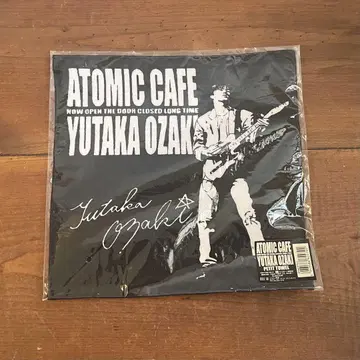 ATOMIC CAFE
NOW OPEN THE DOOR CLOSED LONG TIME
YUTAKA OZAKI
Yutaka
Ozaki
ATOMIC CAFE
YUTAKA OZAKI
PETIT TOWEL